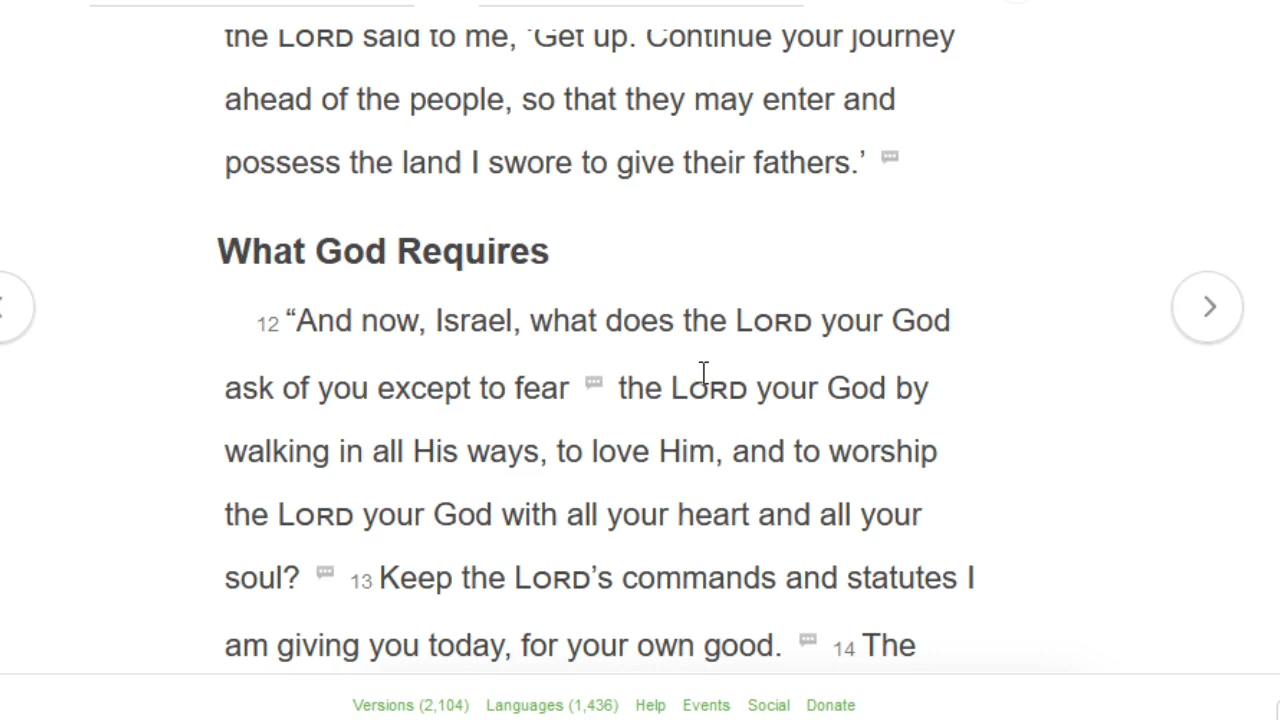 the LORD said to me, ‘Get up. Continue your journey
ahead of the people, so that they may enter and
possess the land I swore to give their fathers.’
What God Requires
12 “And now, Israel, what does the LORD your God
ask of you except to fear the LORD your God by
walking in all His ways, to love Him, and to worship
the LORD your God with all your heart and all your
soul? 13 Keep the LORD’s commands and statutes I
am giving you today, for your own good. 14 The
Versions (2,104) Languages (1,436) Help Events Social Donate